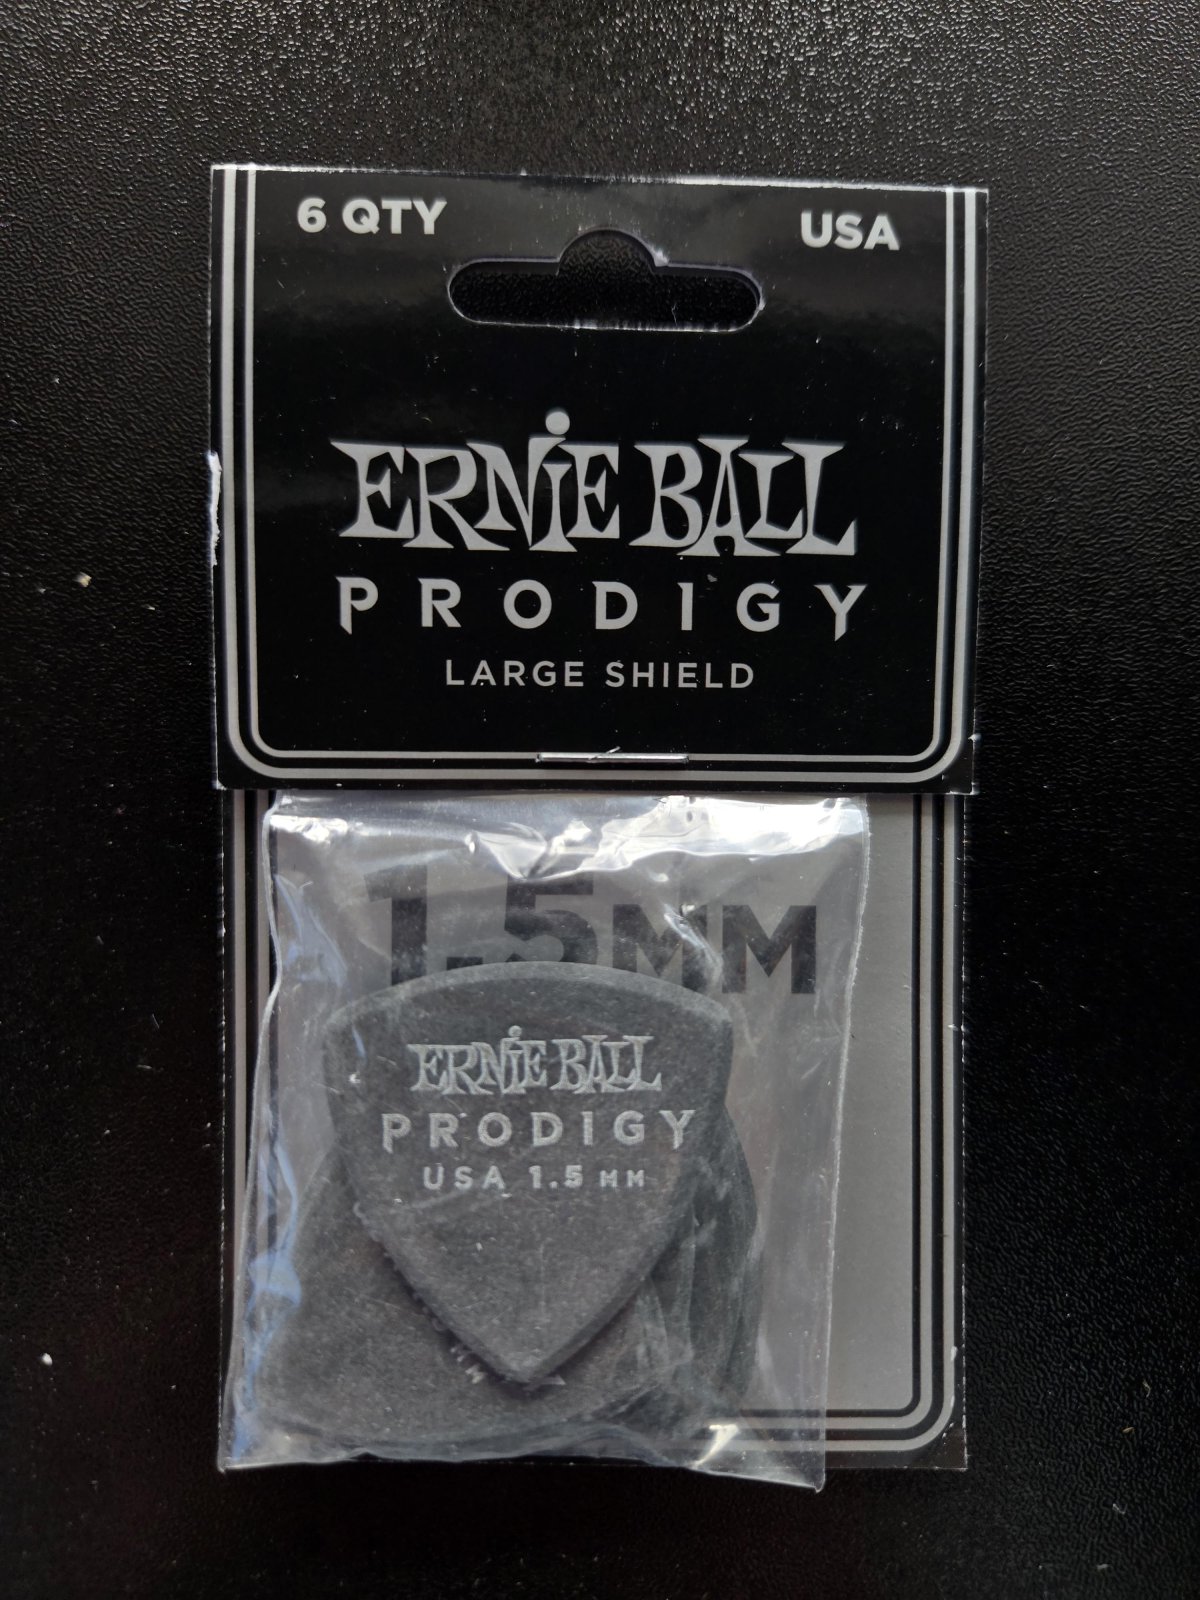 6 QTY USA
ERNiE BALL
PRODIGY
LARGE SHIELD
1.5MM
ERNiE BALL
PRODIGY
USA 1.5 MM